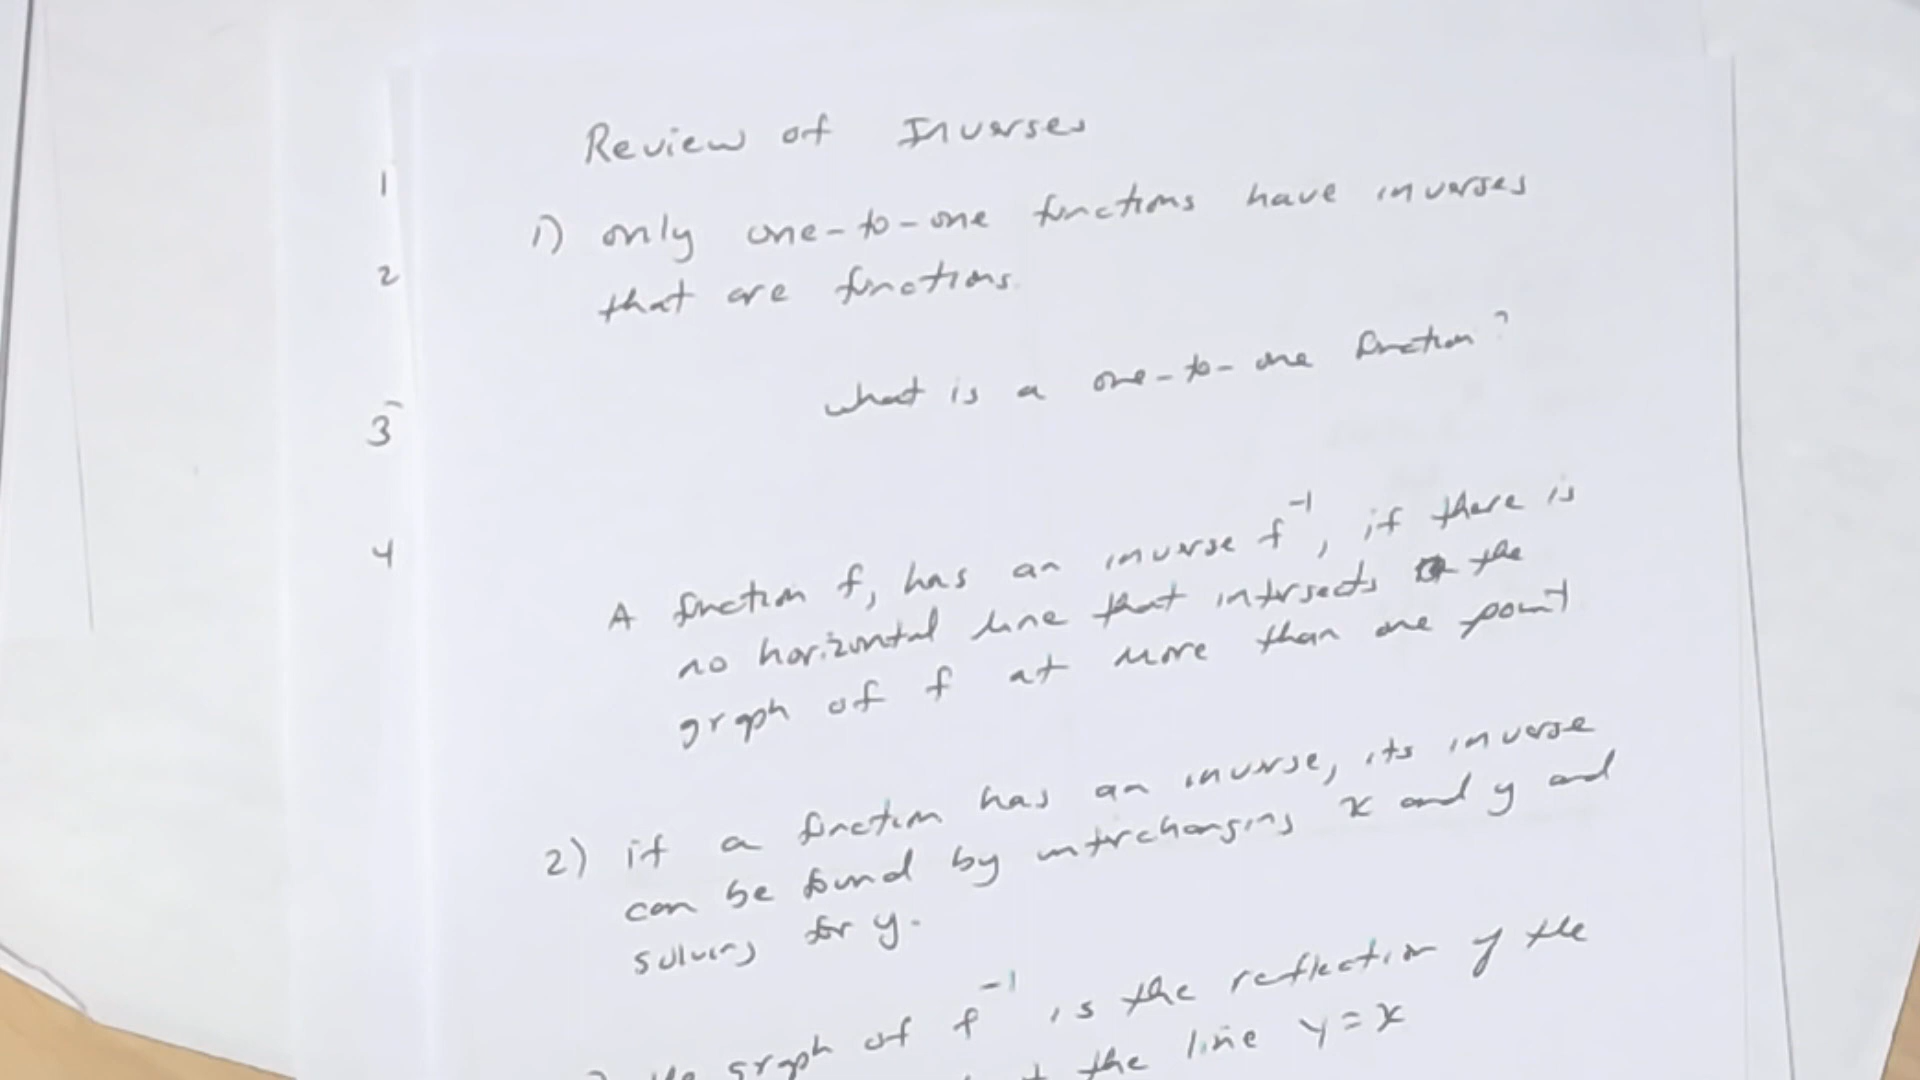 Review of Inverses
1
1) only one-to-one functions have inverses
2
that are functions.
what is a one-to-one function?
3
4
A function f, has an inverse f⁻¹, if there is
no horizontal line that intersects the
graph of f at more than one point
2) if a function has an inverse, its inverse
can be found by interchanging x and y and
solving for y.
the graph of f⁻¹ is the reflection of the
the line y=x